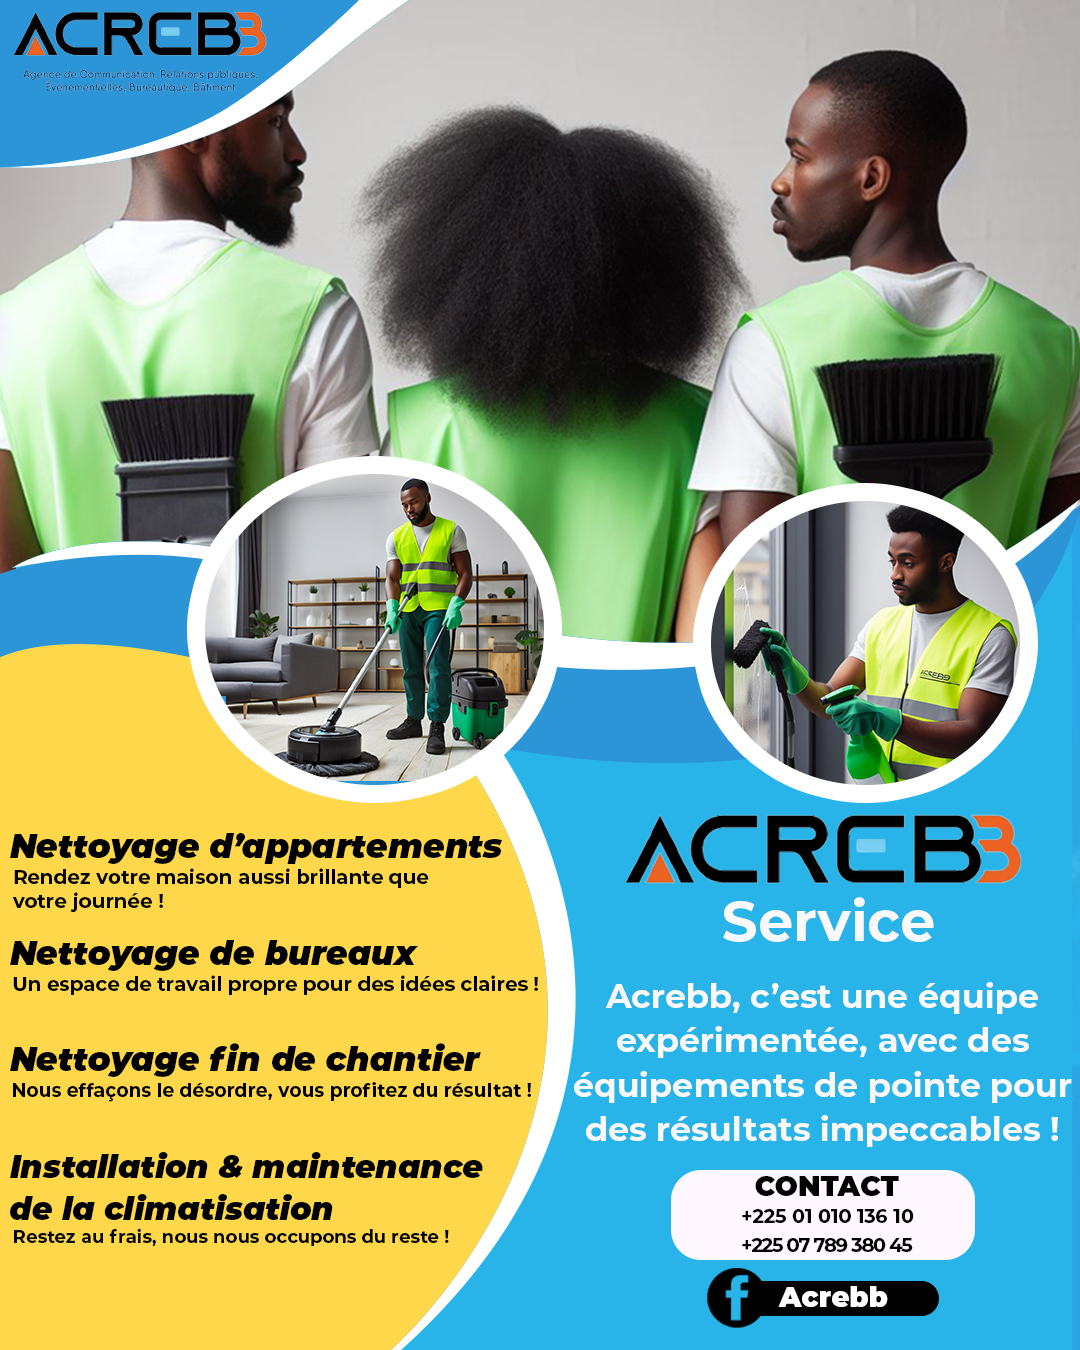 ACREBB
Agence de Communication, Relations publiques,
Evenementielles, Bureautique, Bâtiment
ACREBB
Nettoyage d’appartements
Rendez votre maison aussi brillante que
votre journée !
Nettoyage de bureaux
Un espace de travail propre pour des idées claires !
Nettoyage fin de chantier
Nous effaçons le désordre, vous profitez du résultat !
Installation & maintenance
de la climatisation
Restez au frais, nous nous occupons du reste !
ACREBB
Service
Acrebb, c’est une équipe
expérimentée, avec des
équipements de pointe pour
des résultats impeccables !
CONTACT
+225 01 010 136 10
+225 07 789 380 45
f Acrebb